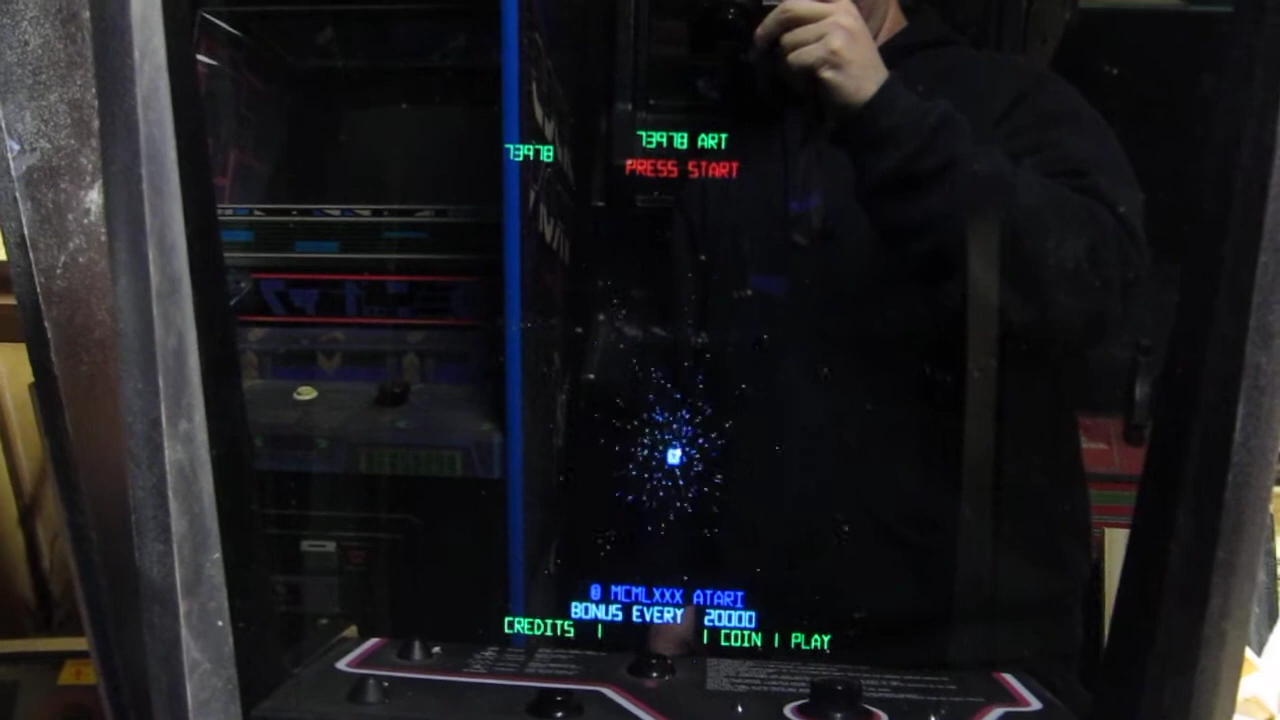 73978 ART
73978
PRESS START
MCMLXXX ATARI
BONUS EVERY 20000
CREDITS 1
1 COIN 1 PLAY